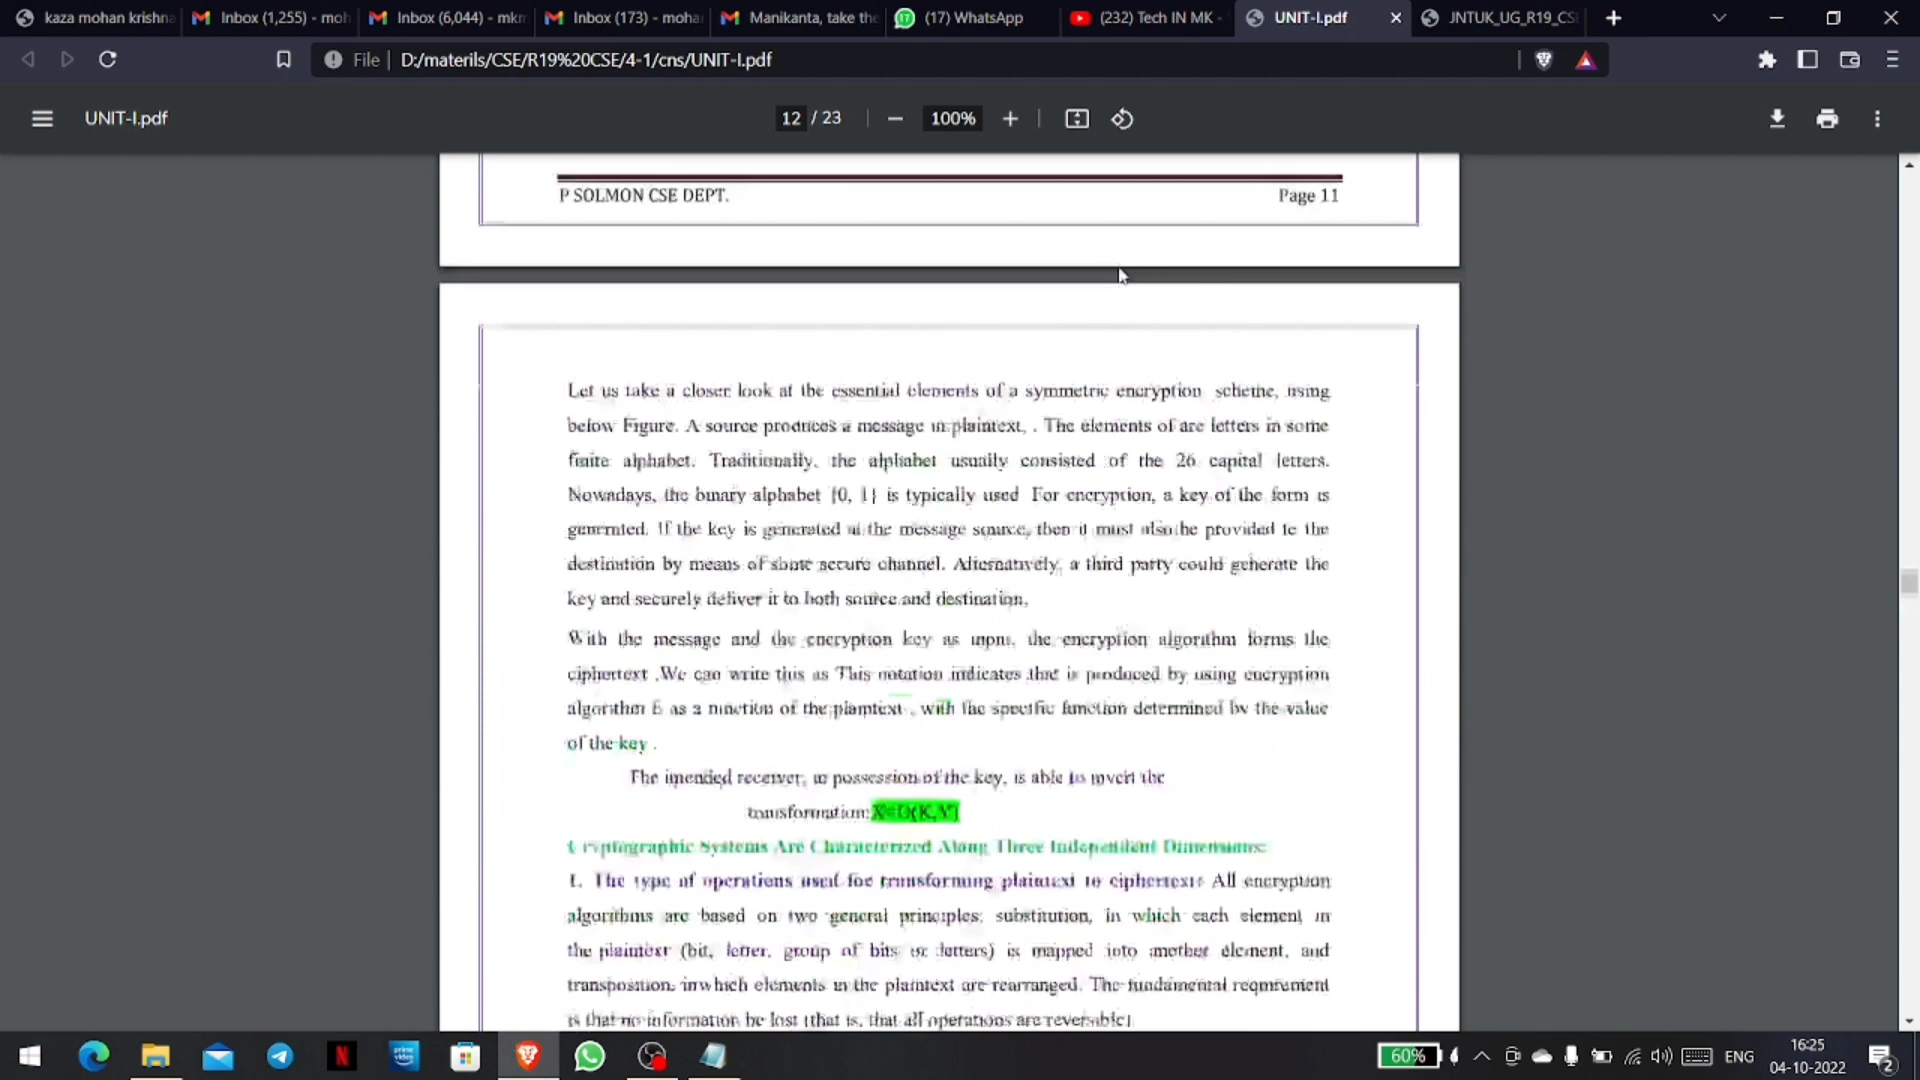 kaza mohan krishna
Inbox (1,255) - moh
Inbox (6,044) - mkm
Inbox (173) - moha
Manikanta, take the
(17) WhatsApp
(232) Tech IN MK -
UNIT-I.pdf
JNTUK_UG_R19_CS
File
D:/materils/CSE/R19%20CSE/4-1/cns/UNIT-I.pdf
UNIT-I.pdf
12 / 23
100%
P SOLMON CSE DEPT.
Page 11
Let us take a closer look at the essential elements of a symmetric encryption scheme, using
below Figure. A source produces a message in plaintext, . The elements of are letters in some
finite alphabet. Traditionally, the alphabet usually consisted of the 26 capital letters.
Nowadays, the binary alphabet {0, 1} is typically used For encryption, a key of the form is
generated. If the key is generated at the message source, then it must also be provided to the
destination by means of some secure channel. Alternatively, a third party could generate the
key and securely deliver it to both source and destination.
With the message and the encryption key as input, the encryption algorithm forms the
ciphertext .We can write this as This notation indicates that is produced by using encryption
algorithm E as a function of the plaintext , with the specific function determined by the value
of the key .
The intended receiver, in possession of the key, is able to invert the
transformation: X=D(K,Y)
Cryptographic Systems Are Characterized Along Three Independent Dimensions:
1. The type of operations used for transforming plaintext to ciphertext: All encryption
algorithms are based on two general principles: substitution, in which each element in
the plaintext (bit, letter, group of bits or letters) is mapped into another element, and
transposition, in which elements in the plaintext are rearranged. The fundamental requirement
is that no information be lost (that is, that all operations are reversible)
60%
ENG
16:25
04-10-2022
2